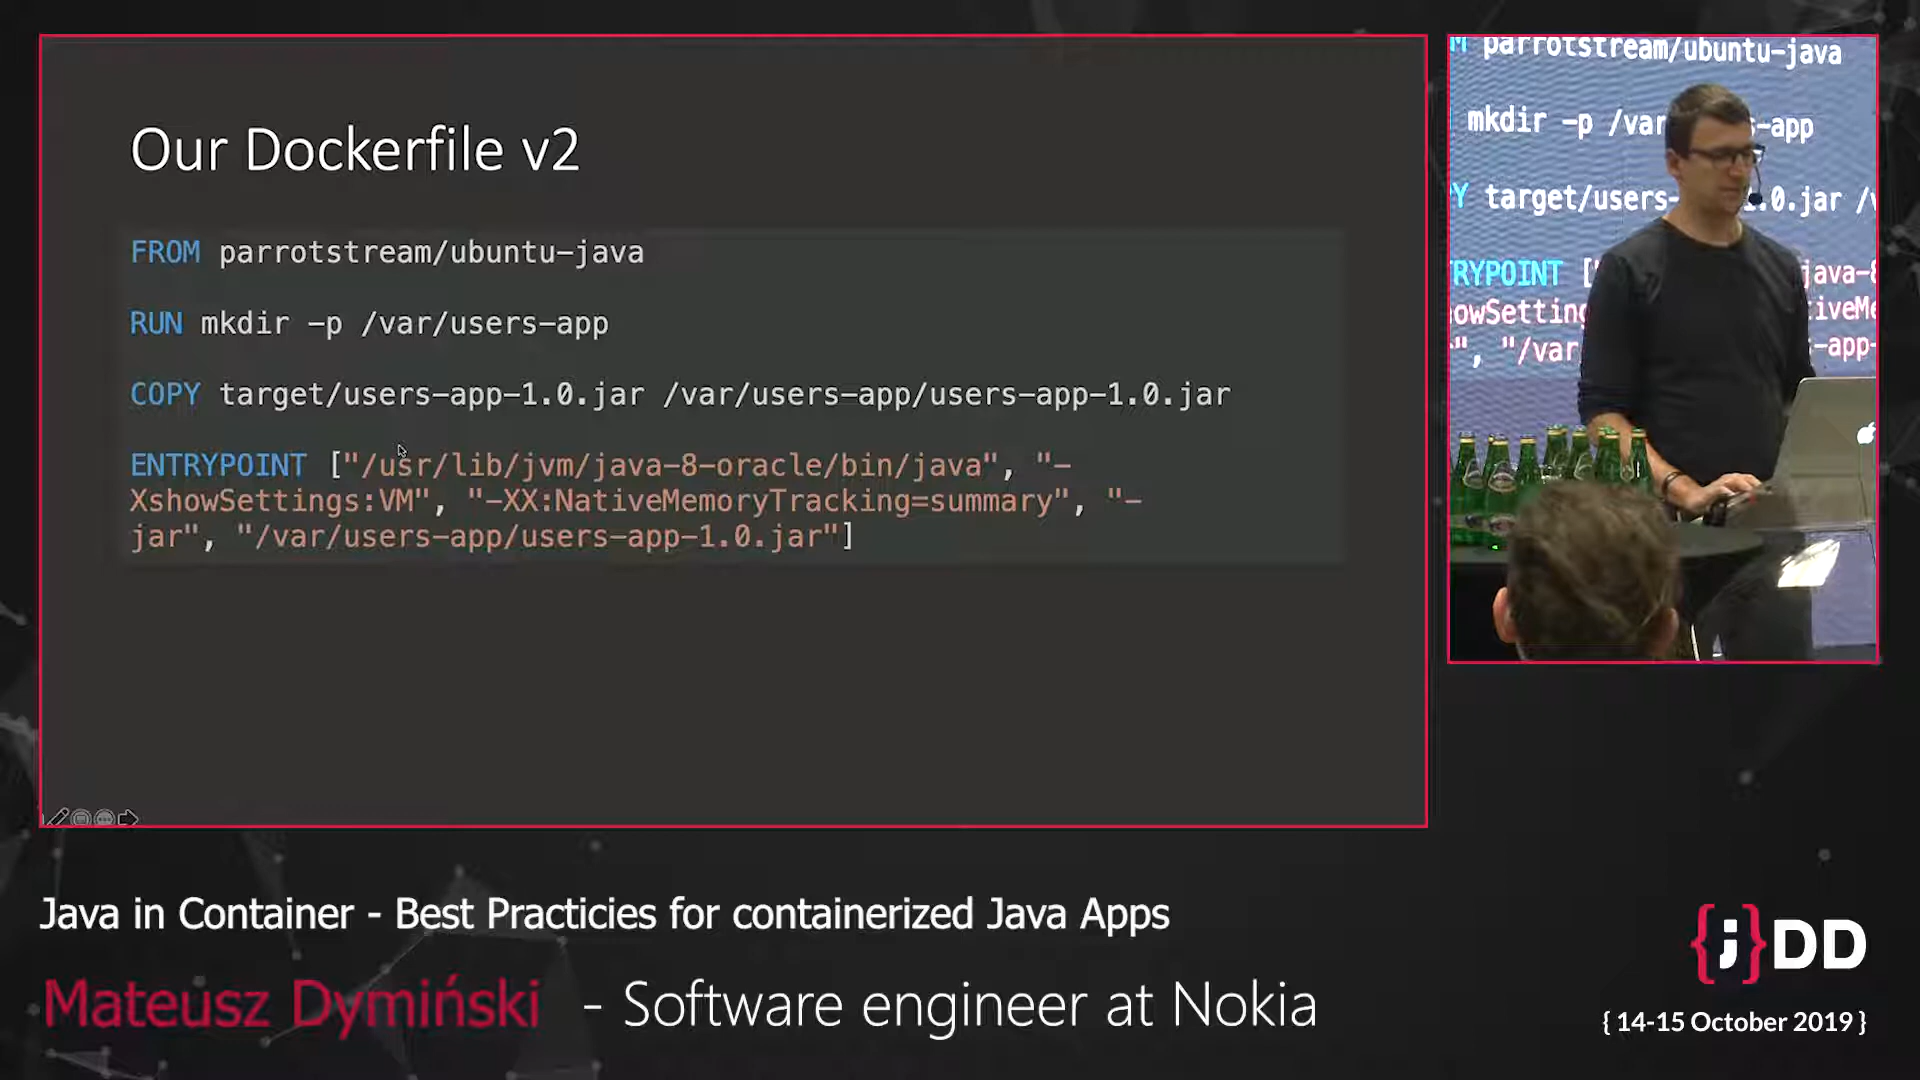 Our Dockerfile v2
FROM parrotstream/ubuntu-java
RUN mkdir -p /var/users-app
COPY target/users-app-1.0.jar /var/users-app/users-app-1.0.jar
ENTRYPOINT ["/usr/lib/jvm/java-8-oracle/bin/java", "-
XshowSettings:VM", "-XX:NativeMemoryTracking=summary", "-
jar", "/var/users-app/users-app-1.0.jar"]
M parrotstream/ubuntu-java
mkdir -p /var s-app
Y target/users- 1.0.jar /v
RYPOINT [ java-8
owSetting tiveMe
", "/var -app-
Java in Container - Best Practicies for containerized Java Apps
Mateusz Dymiński - Software engineer at Nokia
{;}DD
{ 14-15 October 2019 }